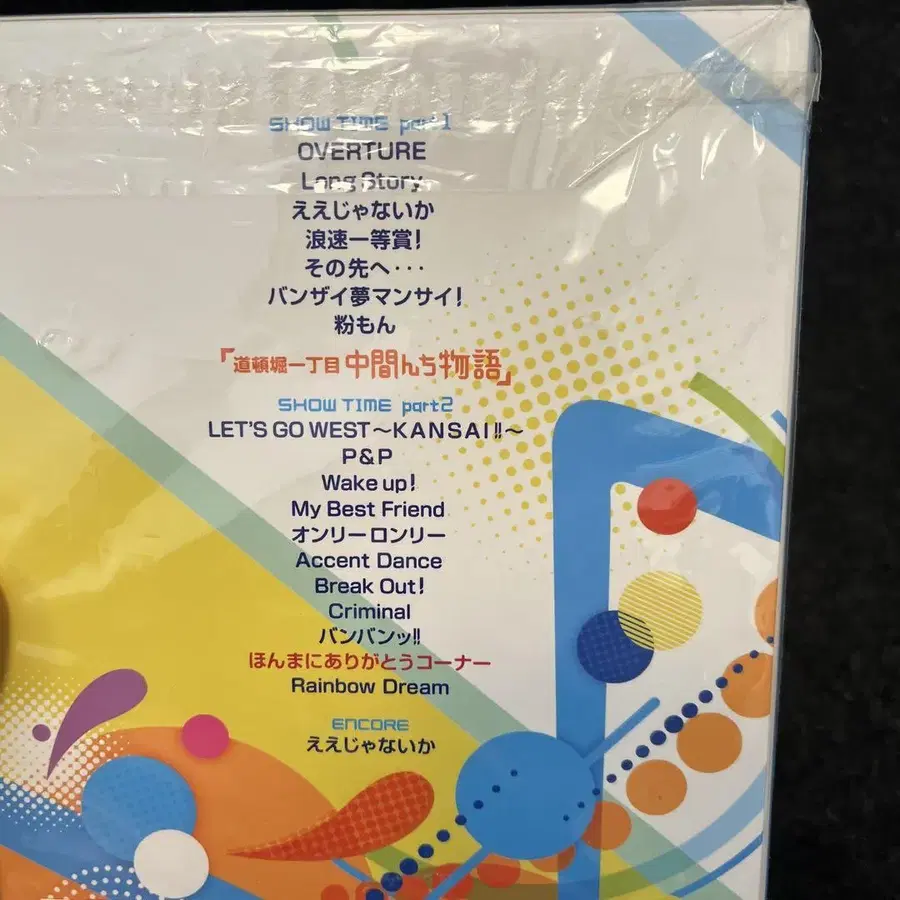 SHOW TIME part1
OVERTURE
Long Story
ええじゃないか
浪速一等賞!
その先へ・・・
バンザイ夢マンサイ!
粉もん
「道頓堀一丁目 中間んち物語」
SHOW TIME part2
LET'S GO WEST～KANSAI!!～
P&P
Wake up!
My Best Friend
オンリー ロンリー
Accent Dance
Break Out!
Criminal
バンバンッ!!
ほんまにありがとうコーナー
Rainbow Dream
ENCORE
ええじゃないか